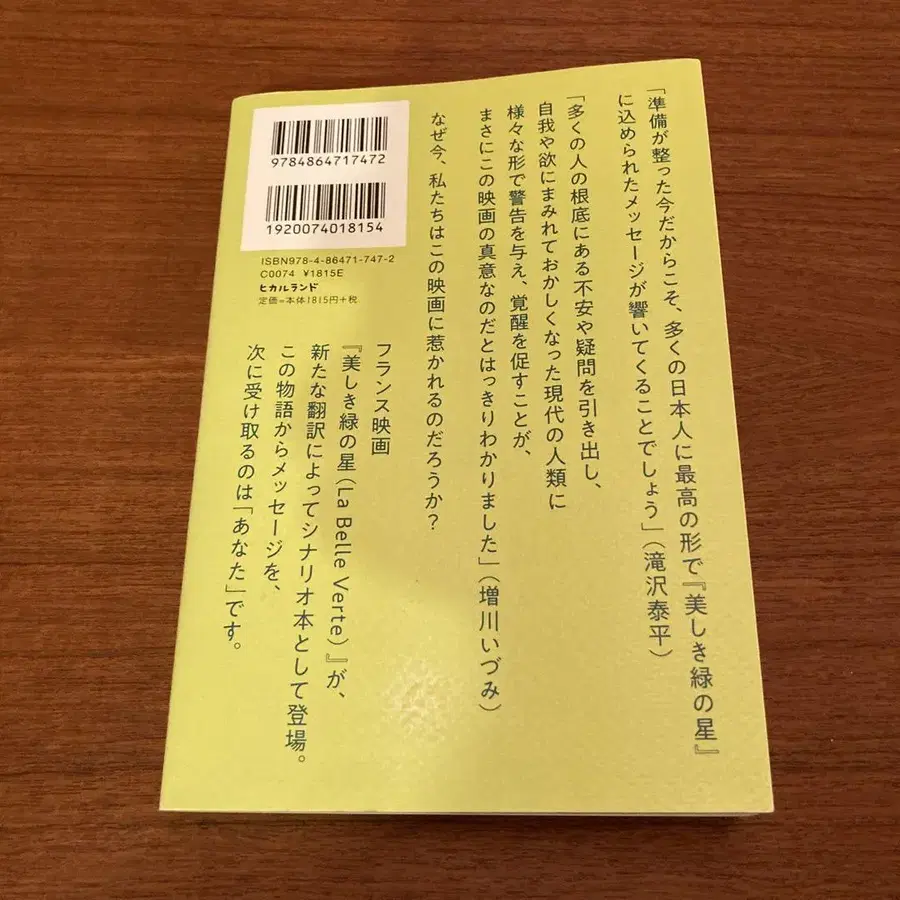 「準備が整った今だからこそ、多くの日本人に最高の形で『美しき緑の星』
に込められたメッセージが響いてくることでしょう」(滝沢泰平)
「多くの人の根底にある不安や疑問を引き出し、
自我や欲にまみれておかしくなった現代の人類に
様々な形で警告を与え、覚醒を促すことが、
まさにこの映画の真意なのだとはっきりわかりました」(増川いづみ)
なぜ今、私たちはこの映画に惹かれるのだろうか?
フランス映画
『美しき緑の星(La Belle Verte)』が、
新たな翻訳によってシナリオ本として登場。
この物語からメッセージを、
次に受け取るのは「あなた」です。
9784864717472
1920074018154
ISBN978-4-86471-747-2
C0074 ¥1815E
ヒカルランド
定価=本体1815円+税